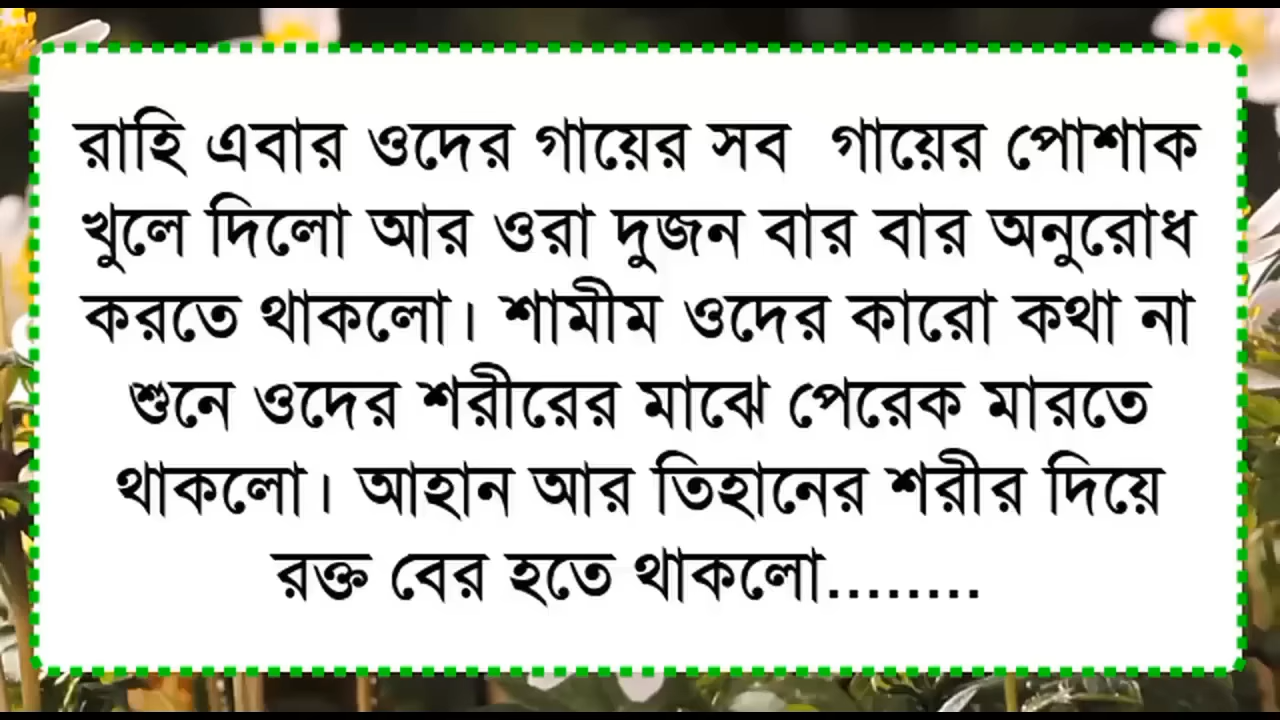 রাহি এবার ওদের গায়ের সব গায়ের পোশাক
খুলে দিলো আর ওরা দুজন বার বার অনুরোধ
করতে থাকলো। শামীম ওদের কারো কথা না
শুনে ওদের শরীরের মাঝে পেরেক মারতে
থাকলো। আহান আর তিহানের শরীর দিয়ে
রক্ত বের হতে থাকলো........